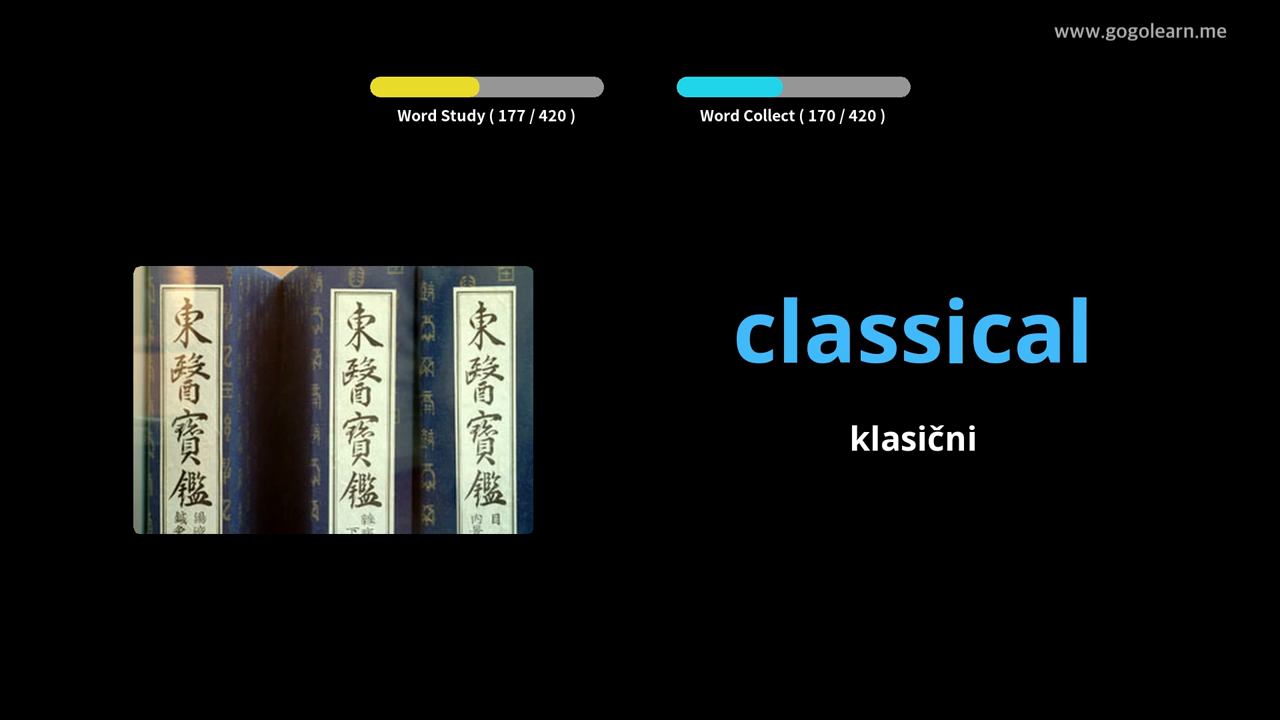 www.gogolearn.me
Word Study ( 177 / 420 )
Word Collect ( 170 / 420 )
東醫寶鑑
東醫寶鑑
東醫寶鑑
classical
klasični